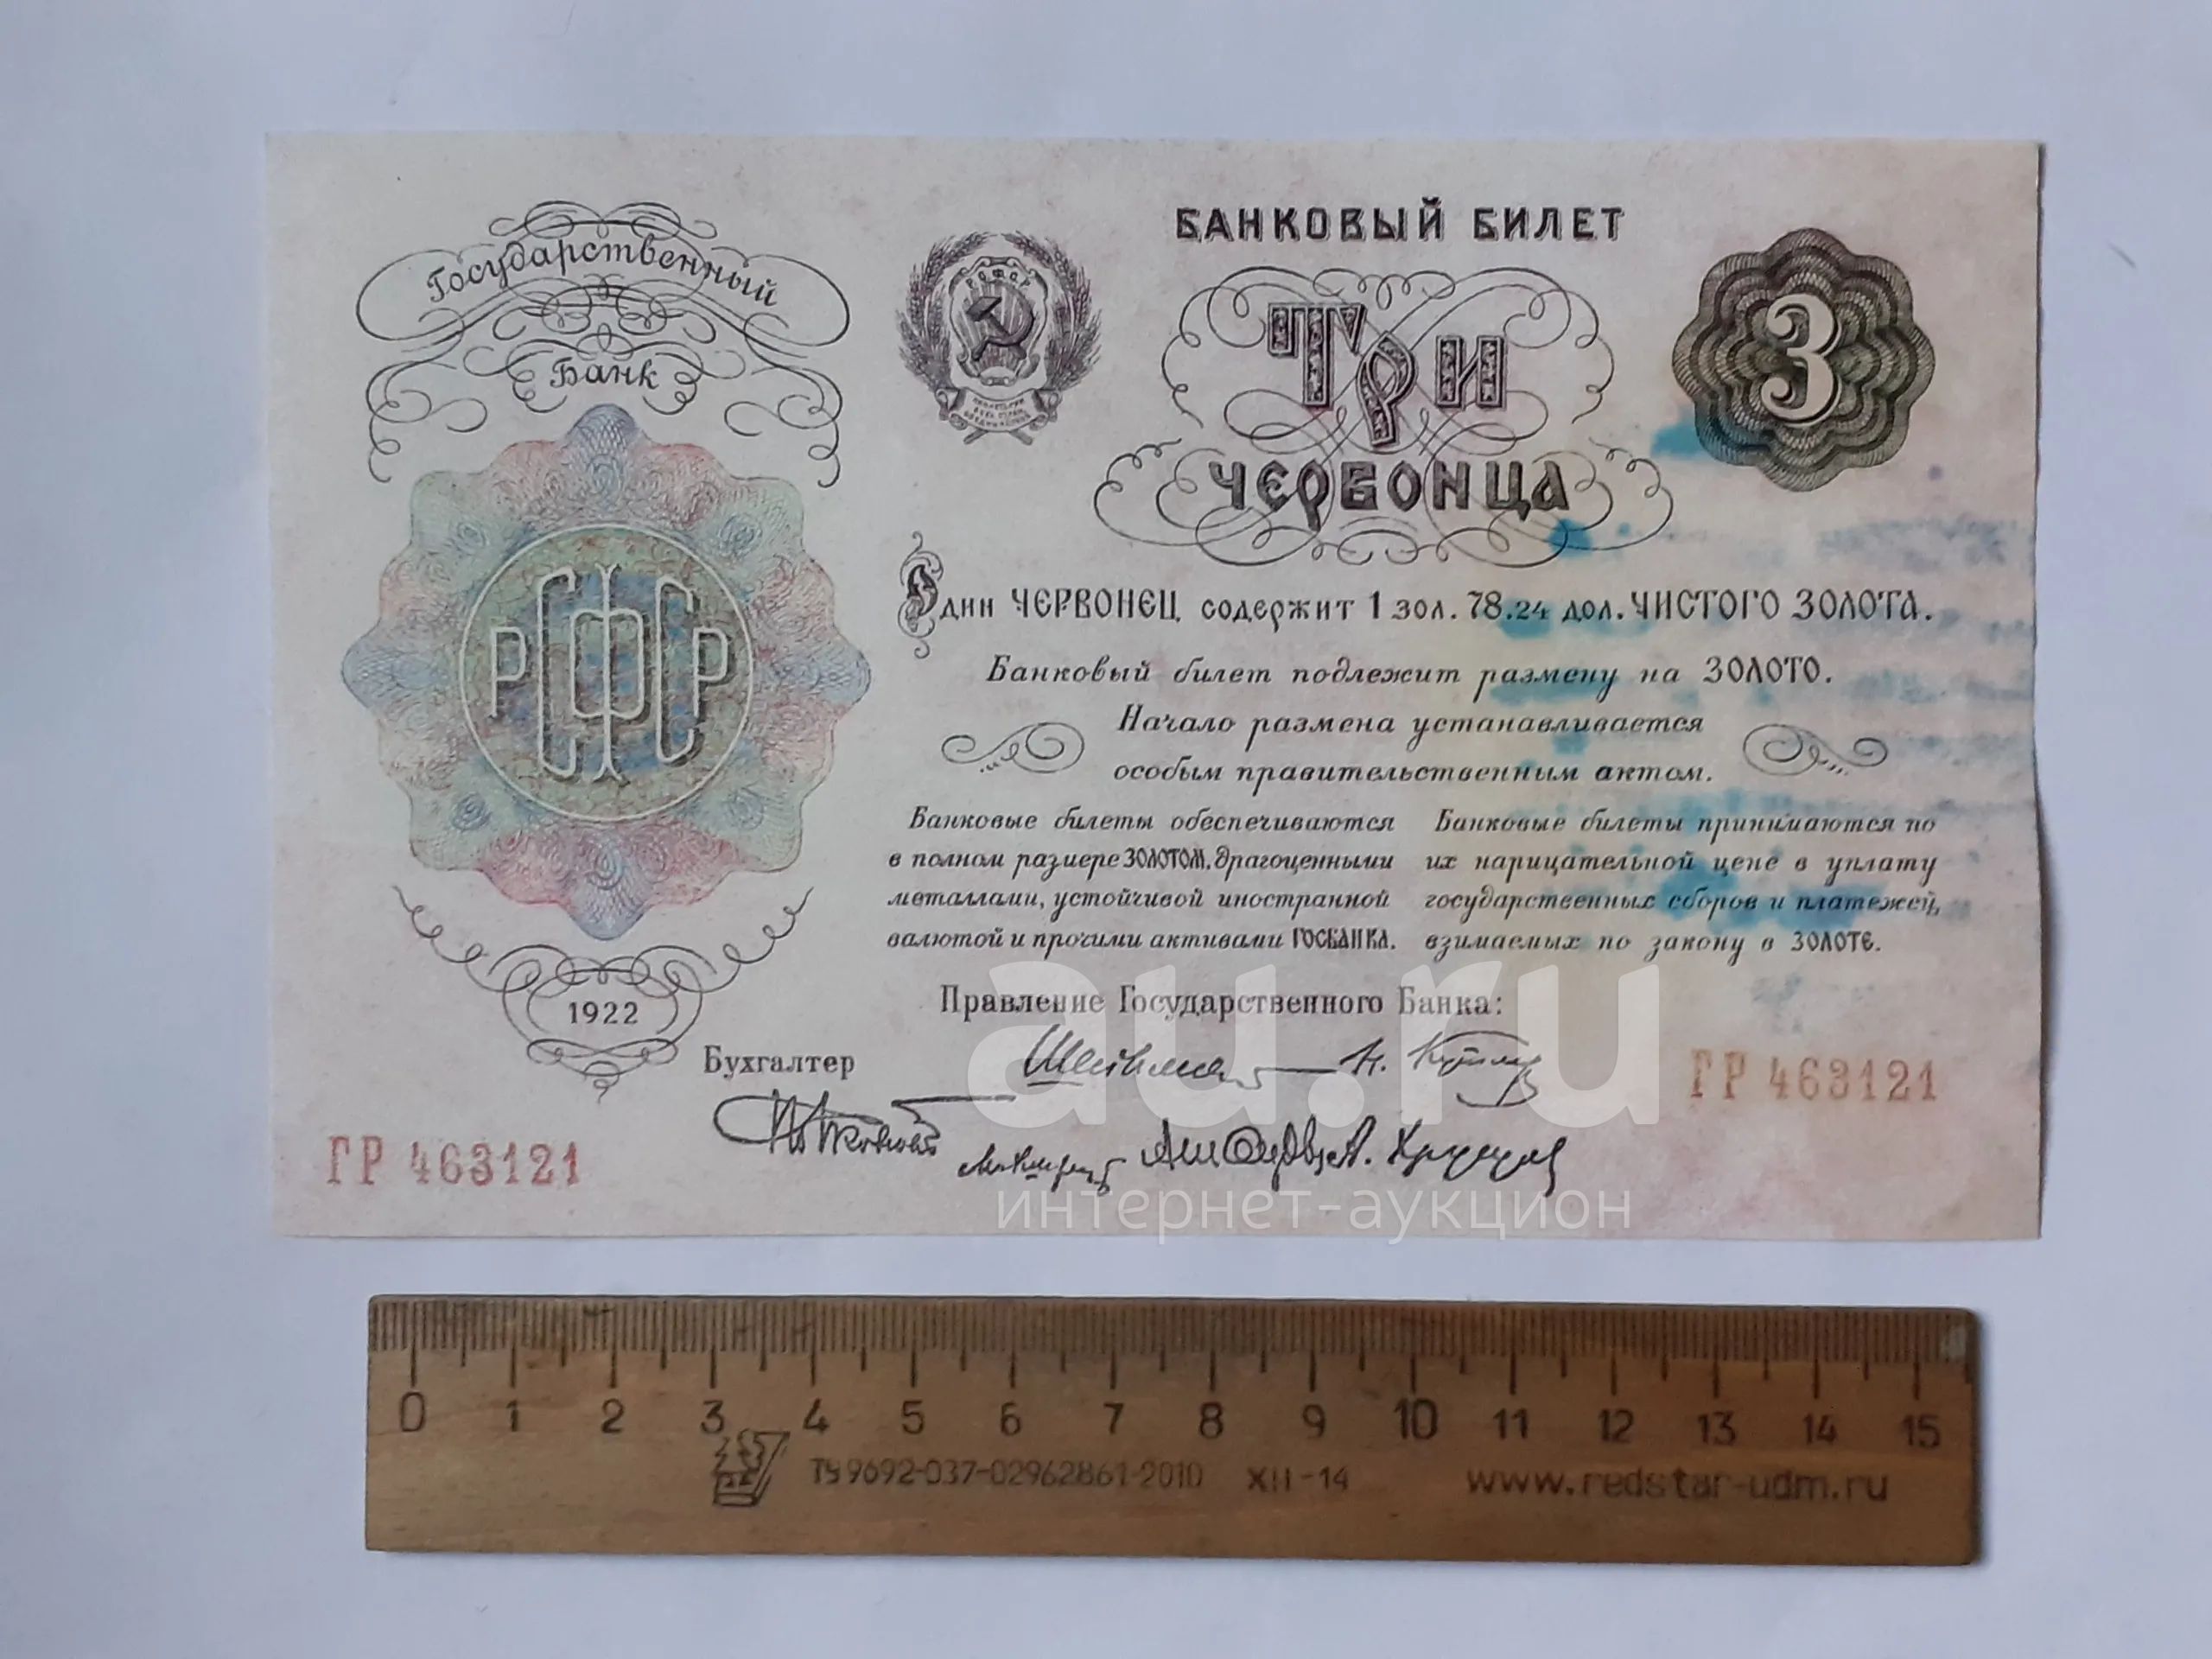 Государственный
Банк
РСФСР
1922
РСФСР
БАНКОВЫЙ БИЛЕТ
Три
ЧЕРВОНЦА
3
Один ЧЕРВОНЕЦ содержит 1 зол. 78.24 дол. ЧИСТОГО ЗОЛОТА.
Банковый билет подлежит размену на ЗОЛОТО.
Начало размена устанавливается
особым правительственным актом.
Банковые билеты обеспечиваются
в полном размере ЗОЛОТОМ, драгоценными
металлами, устойчивой иностранной
валютой и прочими активами ГОСБАНКА.
Банковые билеты принимаются по
их нарицательной цене в уплату
государственных сборов и платежей,
взимаемых по закону в ЗОЛОТЕ.
Правление Государственного Банка:
Бухгалтер
ГР 463121
ГР 463121
au.ru
интернет-аукцион
0 1 2 3 4 5 6 7 8 9 10 11 12 13 14 15
ТУ 9692-037-02962861-2010 XII-14 www.redstar-udm.ru